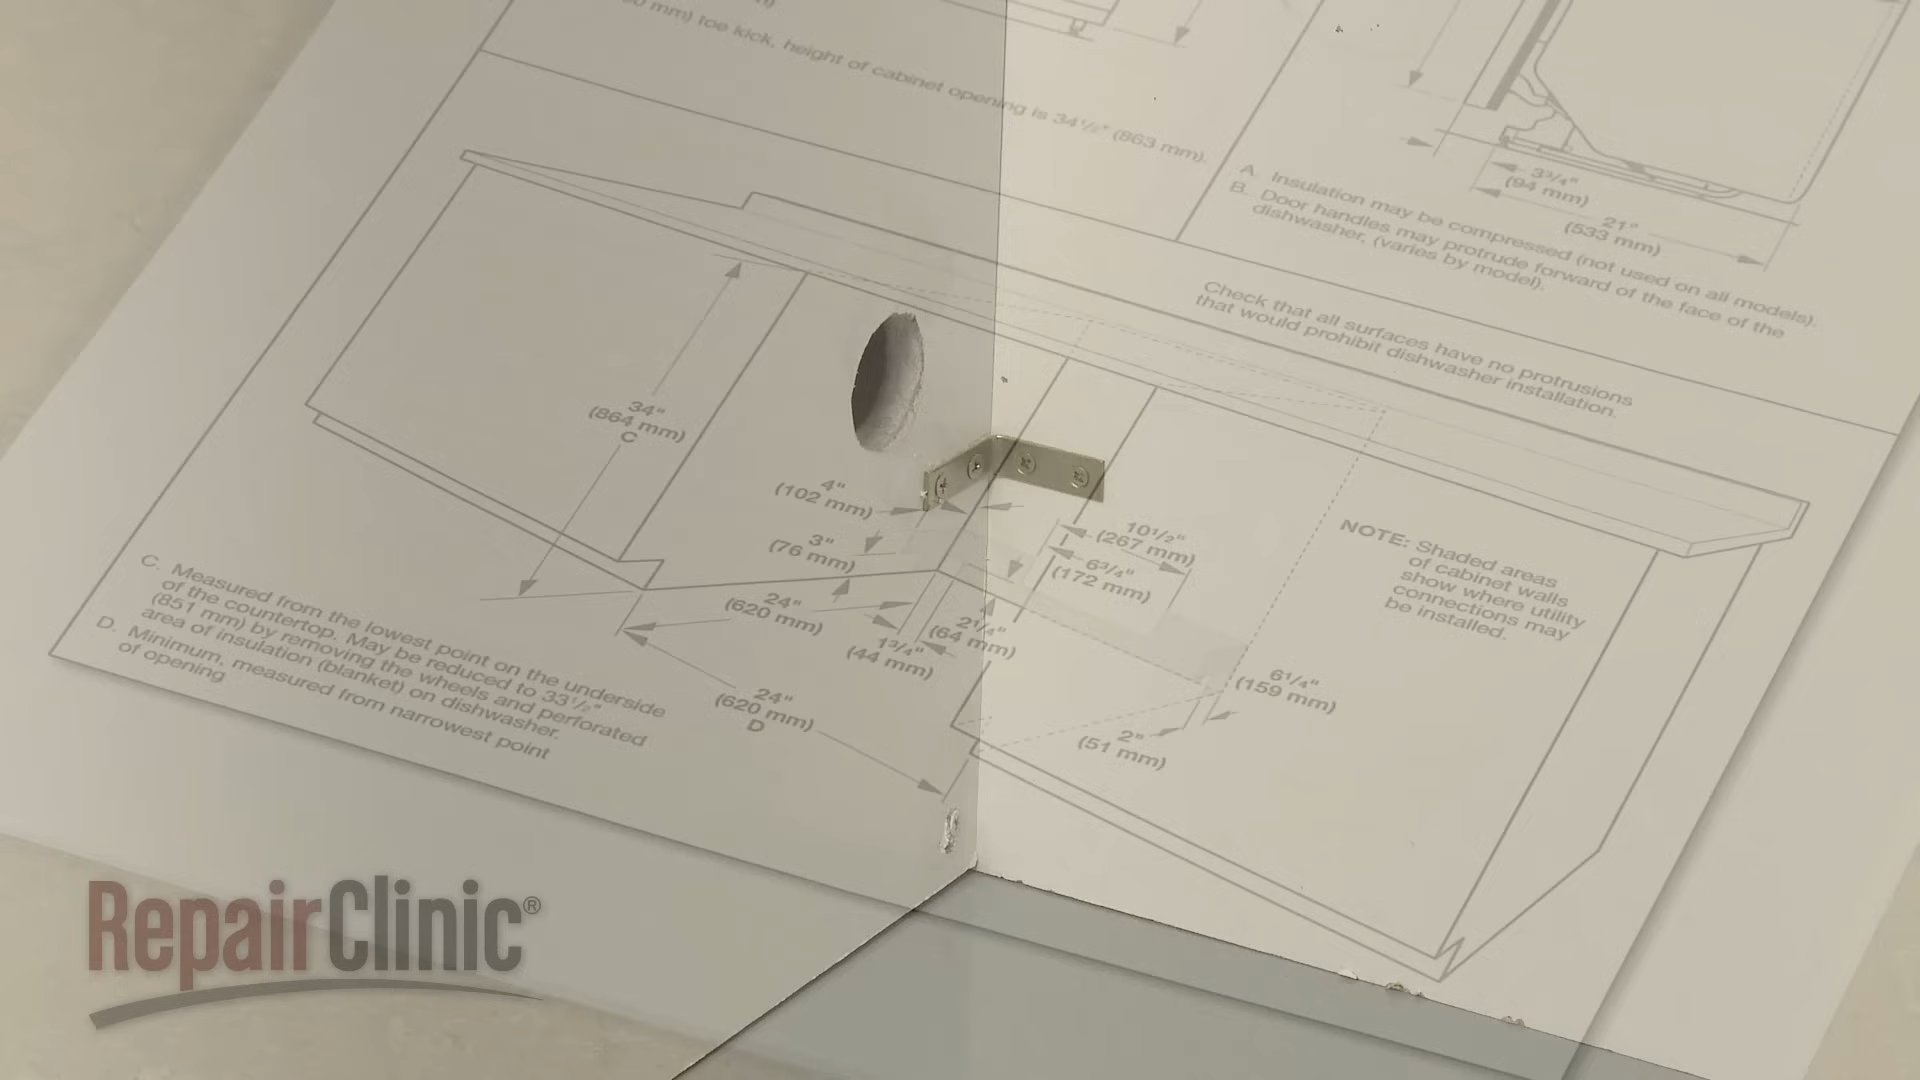 mm) toe kick, height of cabinet opening is 34 1/2" (863 mm).
3 3/4"
(94 mm)
21"
(533 mm)
A. Insulation may be compressed (not used on all models).
B. Door handles may protrude forward of the face of the
dishwasher, (varies by model).
Check that all surfaces have no protrusions
that would prohibit dishwasher installation.
34"
(864 mm)
C
4"
(102 mm)
3"
(76 mm)
24"
(620 mm)
1 3/4"
(44 mm)
2 1/4"
(64 mm)
10 1/2"
(267 mm)
6 3/4"
(172 mm)
NOTE: Shaded areas
of cabinet walls
show where utility
connections may
be installed.
6 1/4"
(159 mm)
2"
(51 mm)
24"
(620 mm)
D
C. Measured from the lowest point on the underside
of the countertop. May be reduced to 33 1/2"
(851 mm) by removing the wheels and perforated
area of insulation (blanket) on dishwasher.
D. Minimum, measured from narrowest point
of opening
RepairClinic®